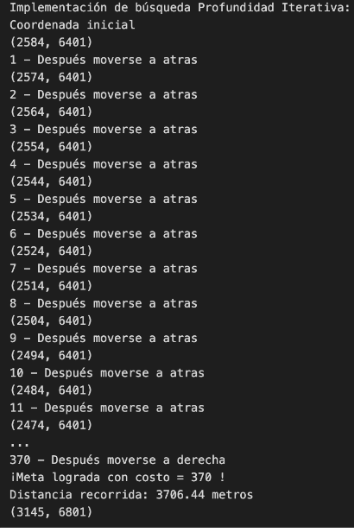 Implementación de búsqueda Profundidad Iterativa:
Coordenada inicial
(2584, 6401)
1 – Después moverse a atras
(2574, 6401)
2 – Después moverse a atras
(2564, 6401)
3 – Después moverse a atras
(2554, 6401)
4 – Después moverse a atras
(2544, 6401)
5 – Después moverse a atras
(2534, 6401)
6 – Después moverse a atras
(2524, 6401)
7 – Después moverse a atras
(2514, 6401)
8 – Después moverse a atras
(2504, 6401)
9 – Después moverse a atras
(2494, 6401)
10 – Después moverse a atras
(2484, 6401)
11 – Después moverse a atras
(2474, 6401)
...
370 – Después moverse a derecha
¡Meta lograda con costo = 370 !
Distancia recorrida: 3706.44 metros
(3145, 6801)